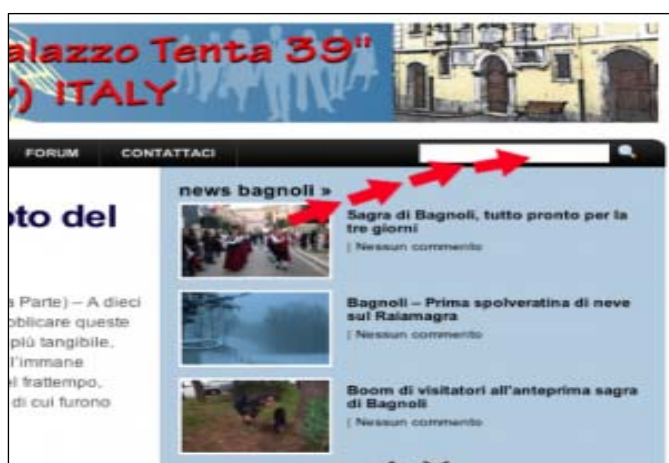 alazzo Tenta 39"
) ITALY
FORUM CONTATTACI
news bagnoli »
oto del
Sagra di Bagnoli, tutto pronto per la
tre giorni
| Nessun commento
a Parte) – A dieci
bblicare queste
più tangibile,
l'immane
el frattempo,
di cui furono
Bagnoli – Prima spolveratina di neve
sul Raiamagra
| Nessun commento
Boom di visitatori all'anteprima sagra
di Bagnoli
| Nessun commento